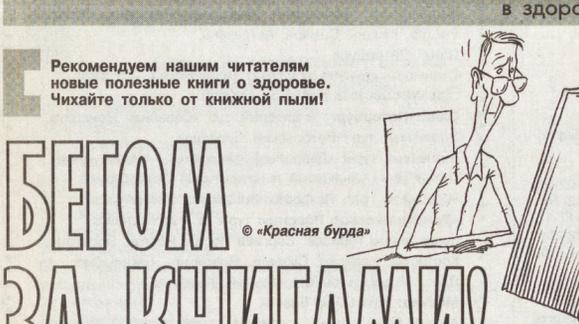 в здоро
Рекомендуем нашим читателям
новые полезные книги о здоровье.
Чихайте только от книжной пыли!
БЕГОМ
© «Красная бурда»
ЗА КНИГАМИ!